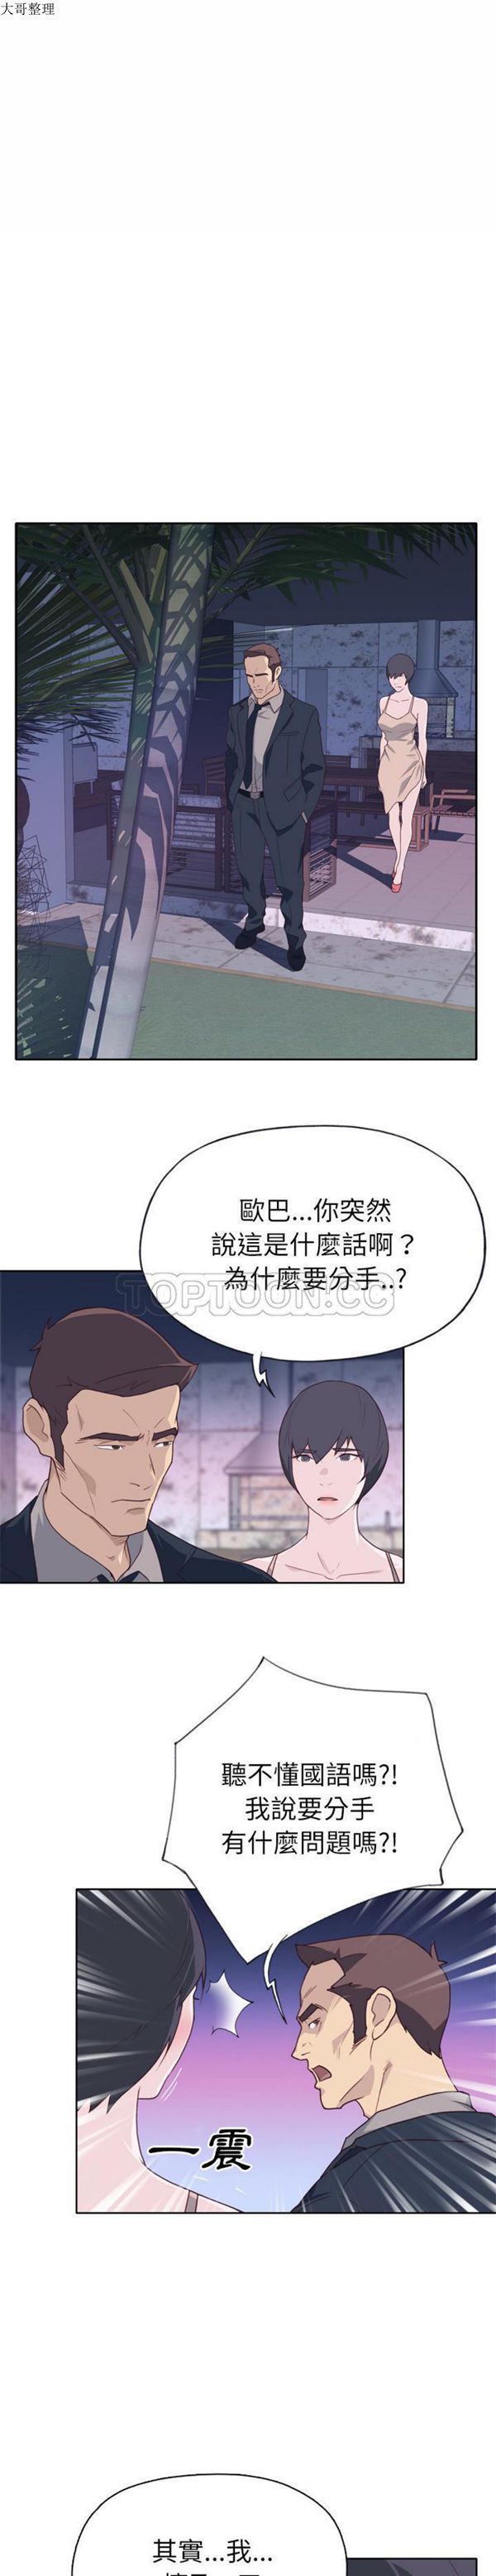 大哥整理
歐巴...你突然
說這是什麼話啊？
為什麼要分手..?
TOPTOON.CC
聽不懂國語嗎?!
我說要分手
有什麼問題嗎?!
一震
其實...我...